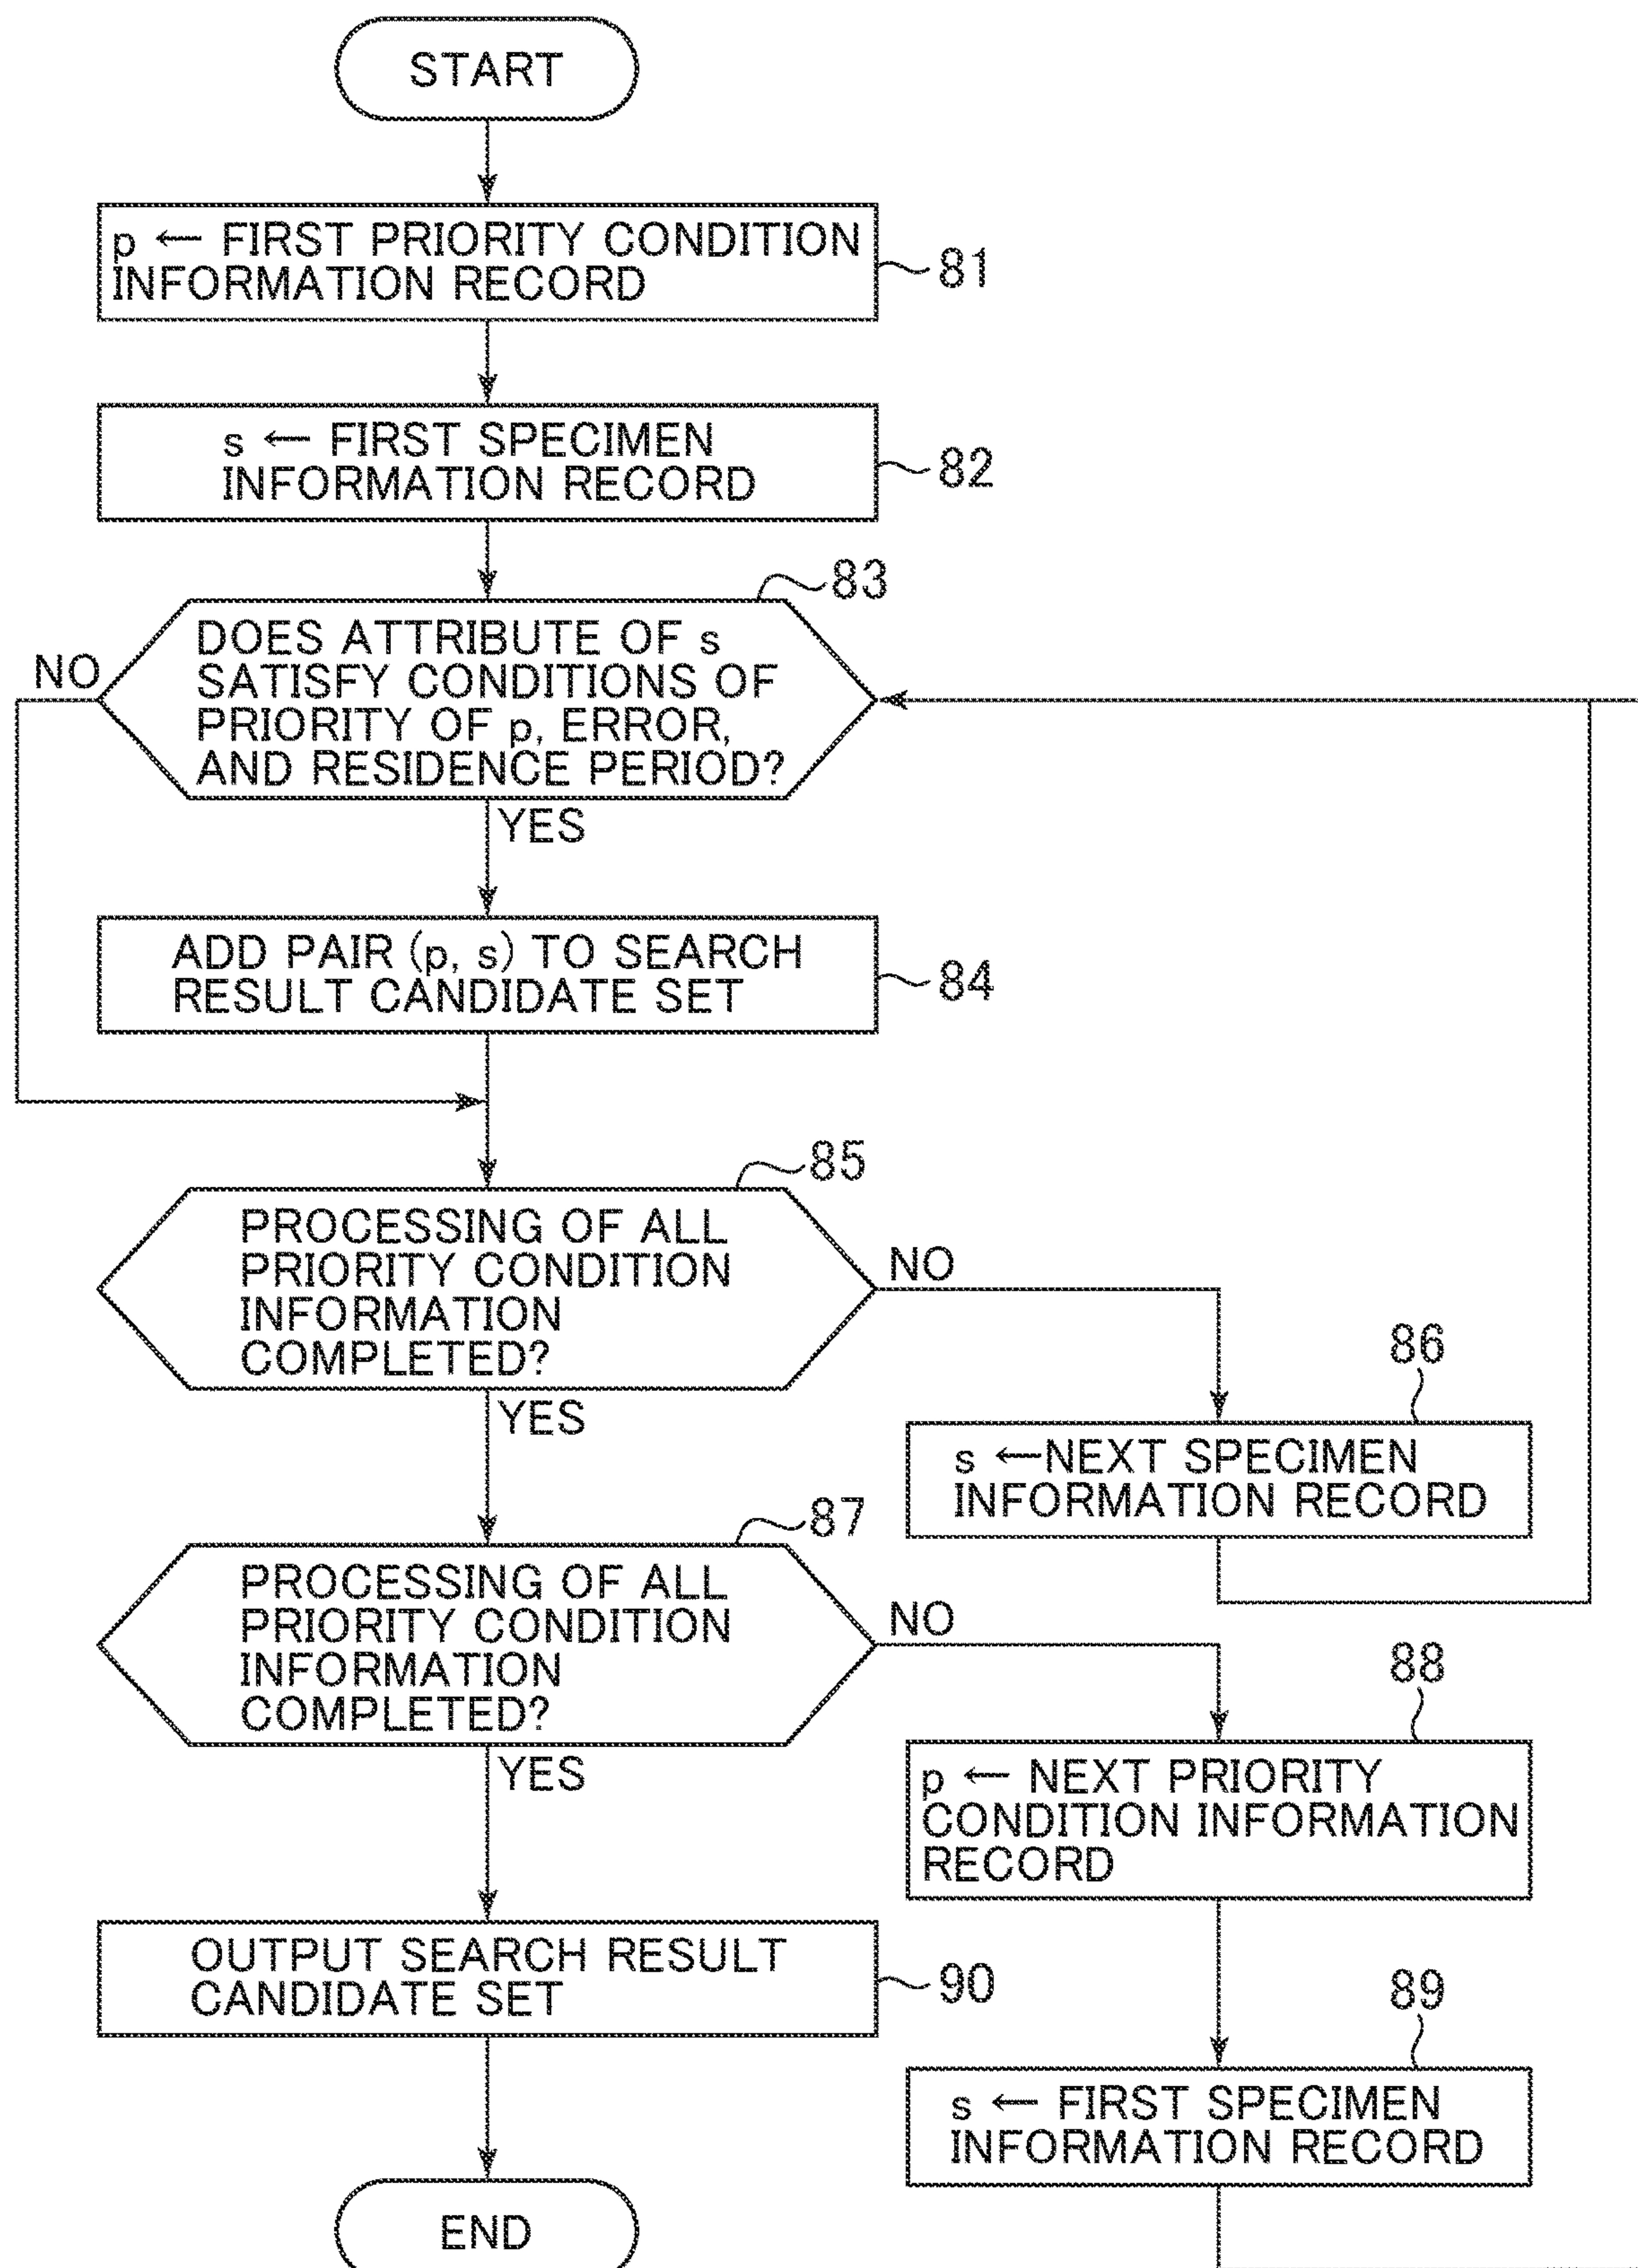 START
p ← FIRST PRIORITY CONDITION
INFORMATION RECORD
81
s ← FIRST SPECIMEN
INFORMATION RECORD
82
83
DOES ATTRIBUTE OF s
SATISFY CONDITIONS OF
PRIORITY OF p, ERROR,
AND RESIDENCE PERIOD?
NO
YES
ADD PAIR (p, s) TO SEARCH
RESULT CANDIDATE SET
84
85
PROCESSING OF ALL
PRIORITY CONDITION
INFORMATION
COMPLETED?
NO
YES
86
s ←NEXT SPECIMEN
INFORMATION RECORD
87
PROCESSING OF ALL
PRIORITY CONDITION
INFORMATION
COMPLETED?
NO
YES
88
p ← NEXT PRIORITY
CONDITION INFORMATION
RECORD
OUTPUT SEARCH RESULT
CANDIDATE SET
90
89
s ← FIRST SPECIMEN
INFORMATION RECORD
END